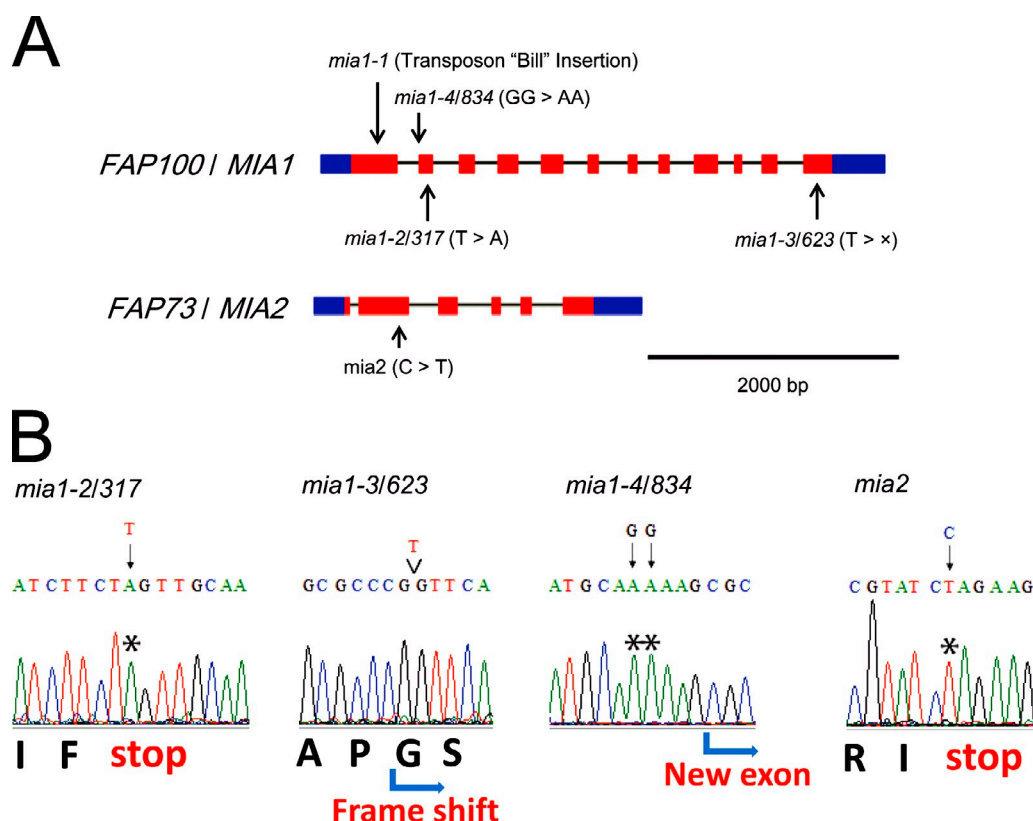 A
mia1-1 (Transposon “Bill” Insertion)
mia1-4/834 (GG > AA)
FAP100 / MIA1
mia1-2/317 (T > A)
mia1-3/623 (T > ×)
FAP73 / MIA2
mia2 (C > T)
2000 bp
B
mia1-2/317
mia1-3/623
mia1-4/834
mia2
T
T
G G
C
ATCTTCTAGTTGCAA
GCGCCCGGTTCA
ATGCAAAAAGCGC
CGTATCTAGAAG
*
**
*
I F stop
A P G S
R I stop
Frame shift
New exon